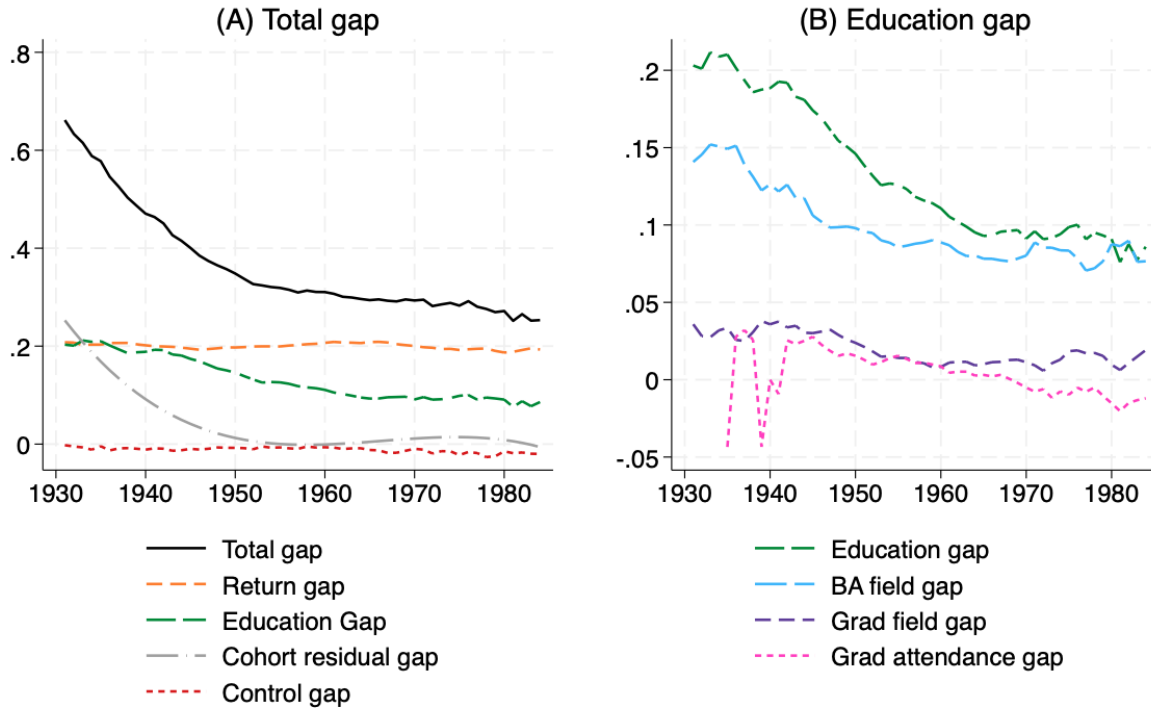 (A) Total gap
.8
.6
.4
.2
0
1930 1940 1950 1960 1970 1980
Total gap
Return gap
Education Gap
Cohort residual gap
Control gap
(B) Education gap
.2
.15
.1
.05
0
-.05
1930 1940 1950 1960 1970 1980
Education gap
BA field gap
Grad field gap
Grad attendance gap